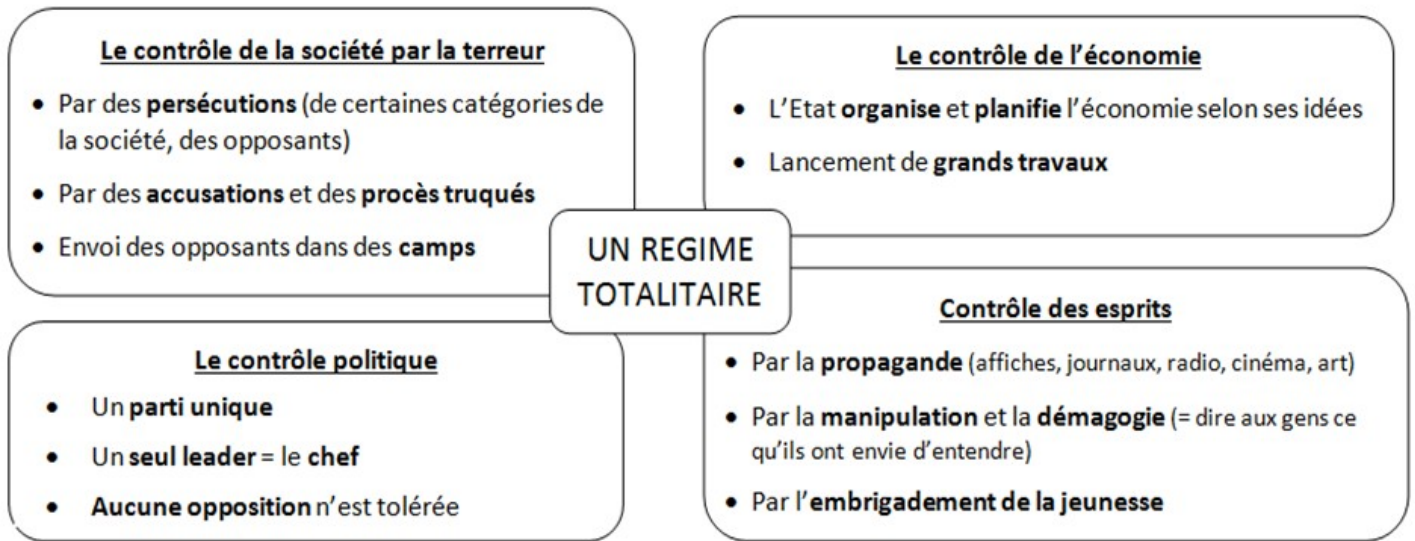 Le contrôle de la société par la terreur
• Par des persécutions (de certaines catégories de
la société, des opposants)
• Par des accusations et des procès truqués
• Envoi des opposants dans des camps
Le contrôle de l'économie
• L'Etat organise et planifie l'économie selon ses idées
• Lancement de grands travaux
UN REGIME
TOTALITAIRE
Le contrôle politique
• Un parti unique
• Un seul leader = le chef
• Aucune opposition n'est tolérée
Contrôle des esprits
• Par la propagande (affiches, journaux, radio, cinéma, art)
• Par la manipulation et la démagogie (= dire aux gens ce
qu'ils ont envie d'entendre)
• Par l'embrigadement de la jeunesse